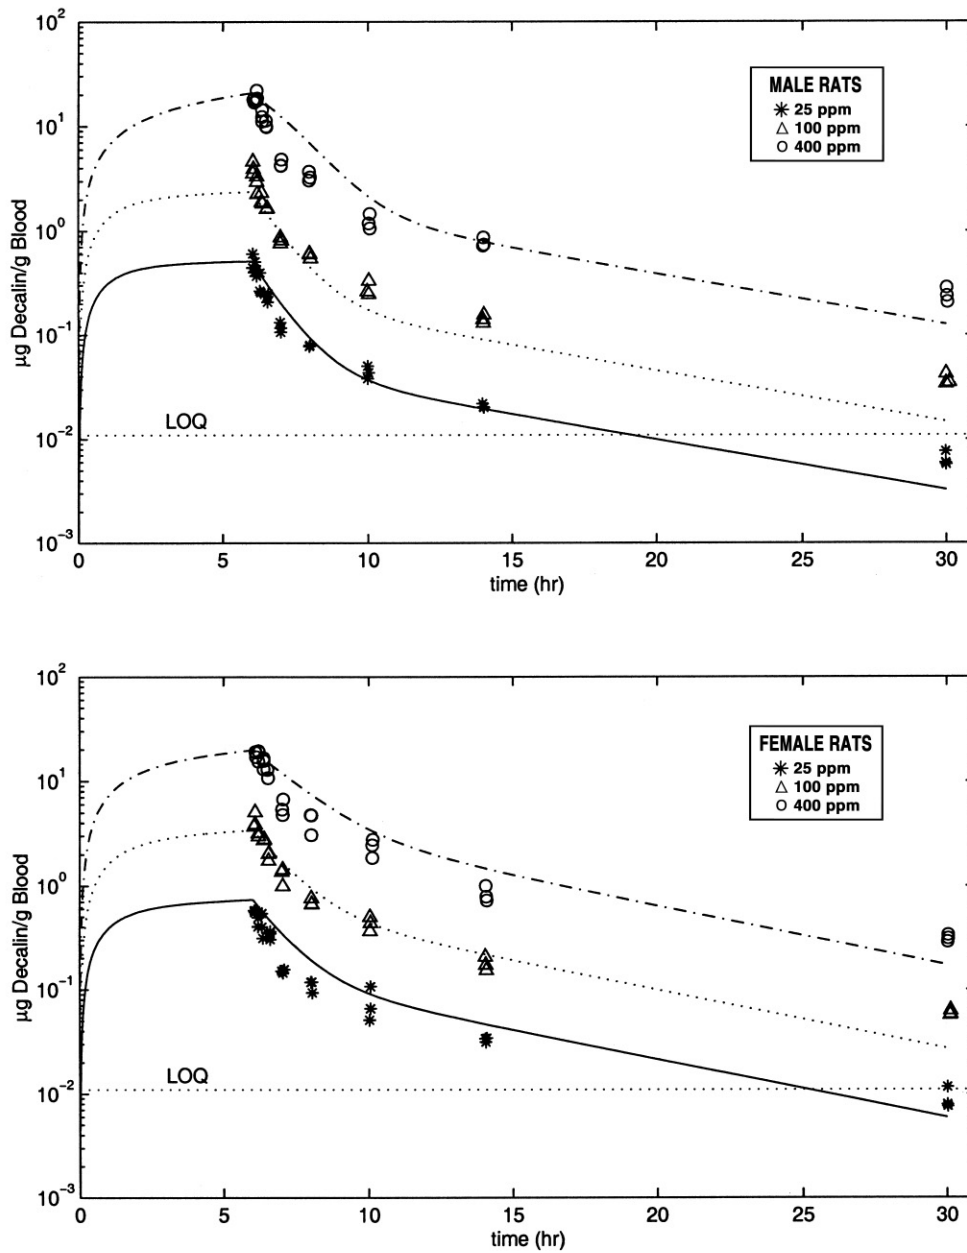 10^2
10^1
10^0
10^-1
10^-2
10^-3
µg Decalin/g Blood
MALE RATS
25 ppm
100 ppm
400 ppm
LOQ
0 5 10 15 20 25 30
time (hr)
10^2
10^1
10^0
10^-1
10^-2
10^-3
µg Decalin/g Blood
FEMALE RATS
25 ppm
100 ppm
400 ppm
LOQ
0 5 10 15 20 25 30
time (hr)